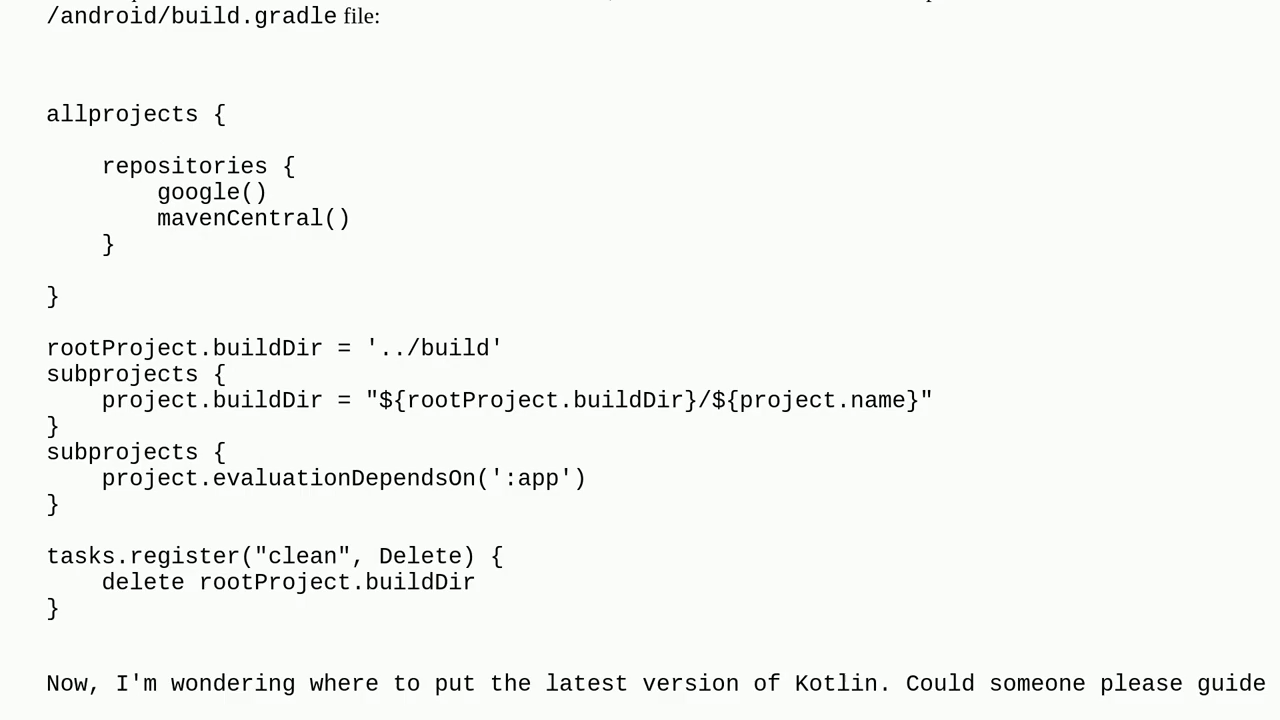 /android/build.gradle file:
allprojects {
repositories {
google()
mavenCentral()
}
}
rootProject.buildDir = '../build'
subprojects {
project.buildDir = "${rootProject.buildDir}/${project.name}"
}
subprojects {
project.evaluationDependsOn(':app')
}
tasks.register("clean", Delete) {
delete rootProject.buildDir
}
Now, I'm wondering where to put the latest version of Kotlin. Could someone please guide